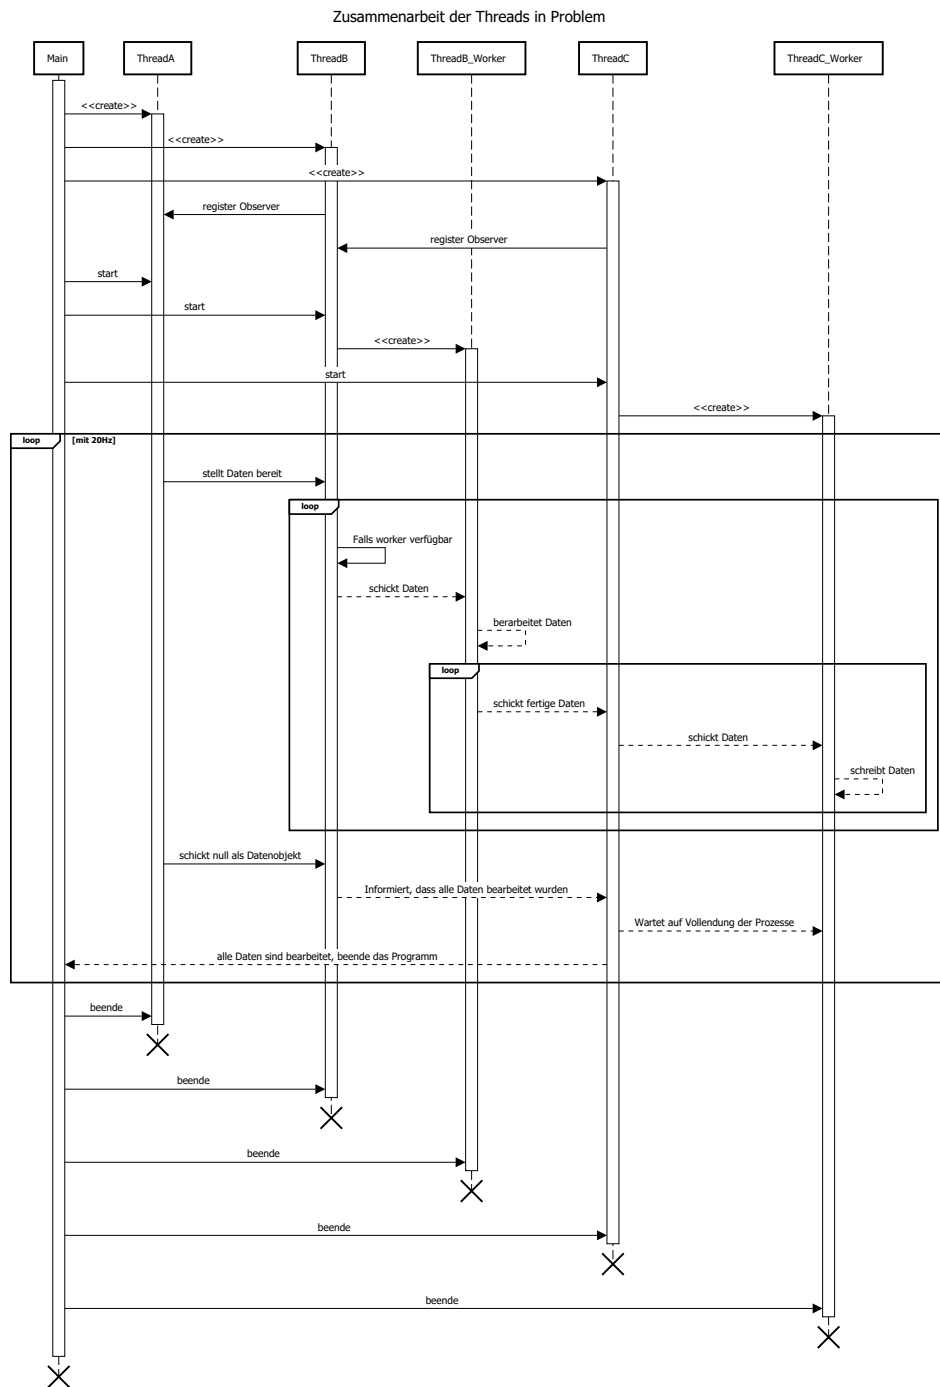 Zusammenarbeit der Threads in Problem
Main
ThreadA
ThreadB
ThreadB_Worker
ThreadC
ThreadC_Worker
<<create>>
<<create>>
<<create>>
register Observer
register Observer
start
start
<<create>>
start
<<create>>
loop [mit 20Hz]
stellt Daten bereit
loop
Falls worker verfügbar
schickt Daten
berarbeitet Daten
loop
schickt fertige Daten
schickt Daten
schreibt Daten
schickt null als Datenobjekt
Informiert, dass alle Daten bearbeitet wurden
Wartet auf Vollendung der Prozesse
alle Daten sind bearbeitet, beende das Programm
beende
beende
beende
beende
beende